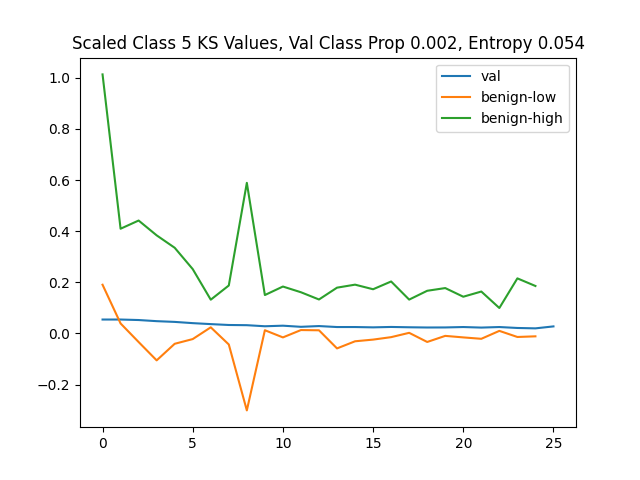 Scaled Class 5 KS Values, Val Class Prop 0.002, Entropy 0.054
val
benign-low
benign-high
1.0
0.8
0.6
0.4
0.2
0.0
−0.2
0 5 10 15 20 25